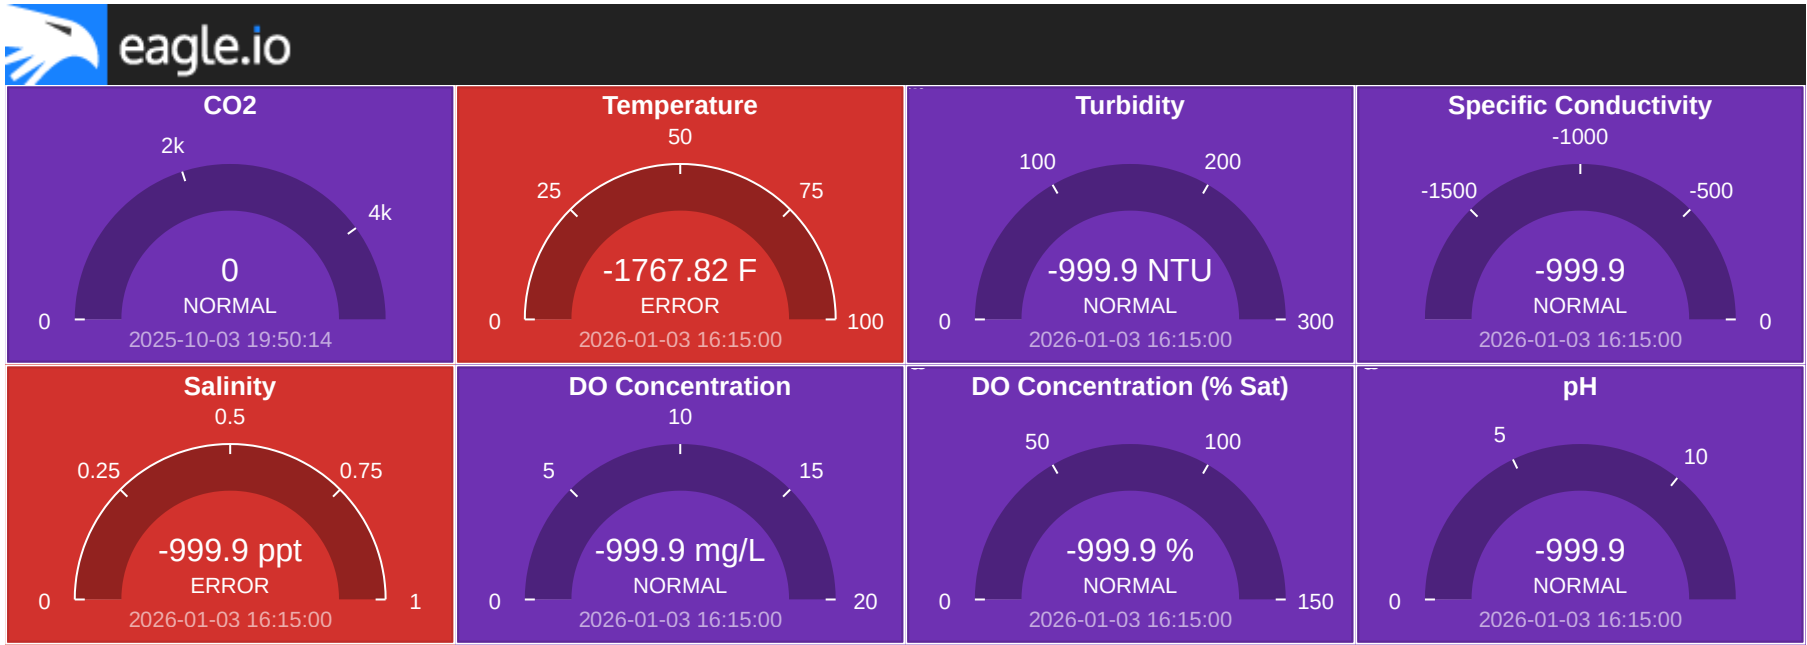 eagle.io
CO2
2k
4k
0
NORMAL
0
2025-10-03 19:50:14
Temperature
50
25
75
-1767.82 F
ERROR
0
100
2026-01-03 16:15:00
Turbidity
100
200
-999.9 NTU
NORMAL
0
300
2026-01-03 16:15:00
Specific Conductivity
-1000
-1500
-500
-999.9
NORMAL
0
2026-01-03 16:15:00
Salinity
0.5
0.25
0.75
-999.9 ppt
ERROR
0
1
2026-01-03 16:15:00
DO Concentration
10
5
15
-999.9 mg/L
NORMAL
0
20
2026-01-03 16:15:00
DO Concentration (% Sat)
50
100
-999.9 %
NORMAL
0
150
2026-01-03 16:15:00
pH
5
10
-999.9
NORMAL
0
2026-01-03 16:15:00